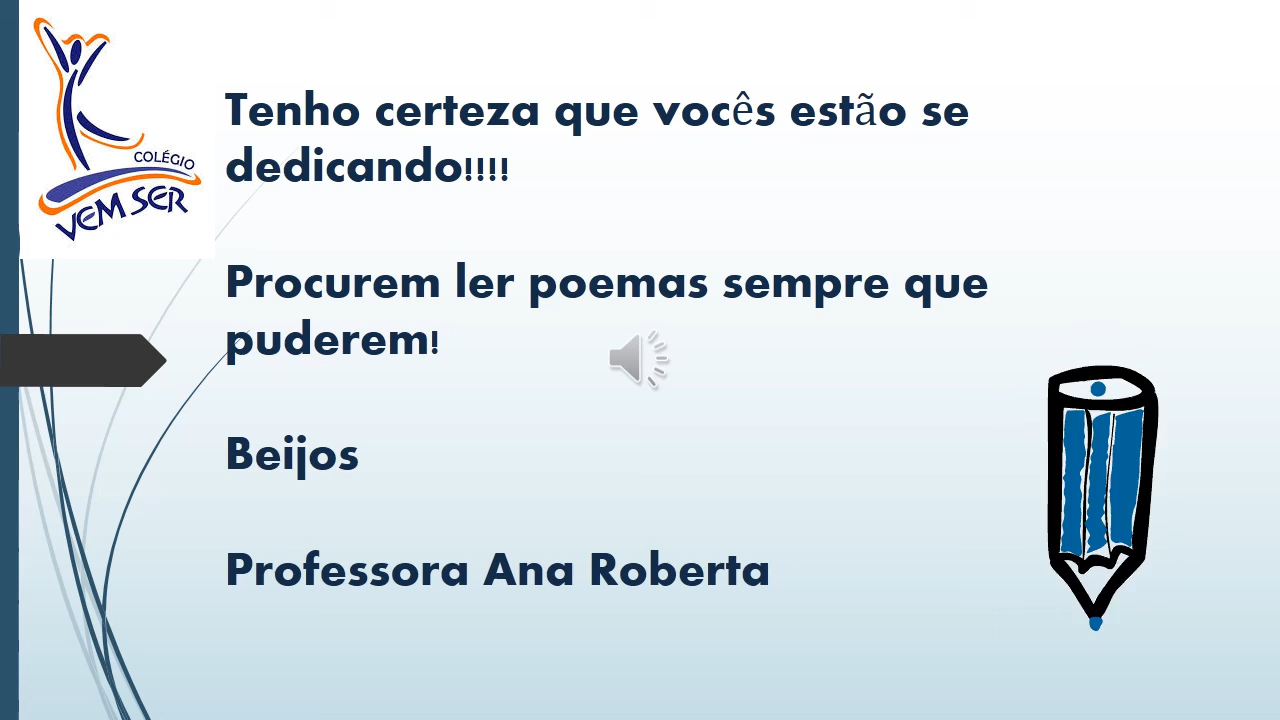 COLÉGIO
VEM SER
Tenho certeza que vocês estão se
dedicando!!!!
Procurem ler poemas sempre que
puderem!
Beijos
Professora Ana Roberta